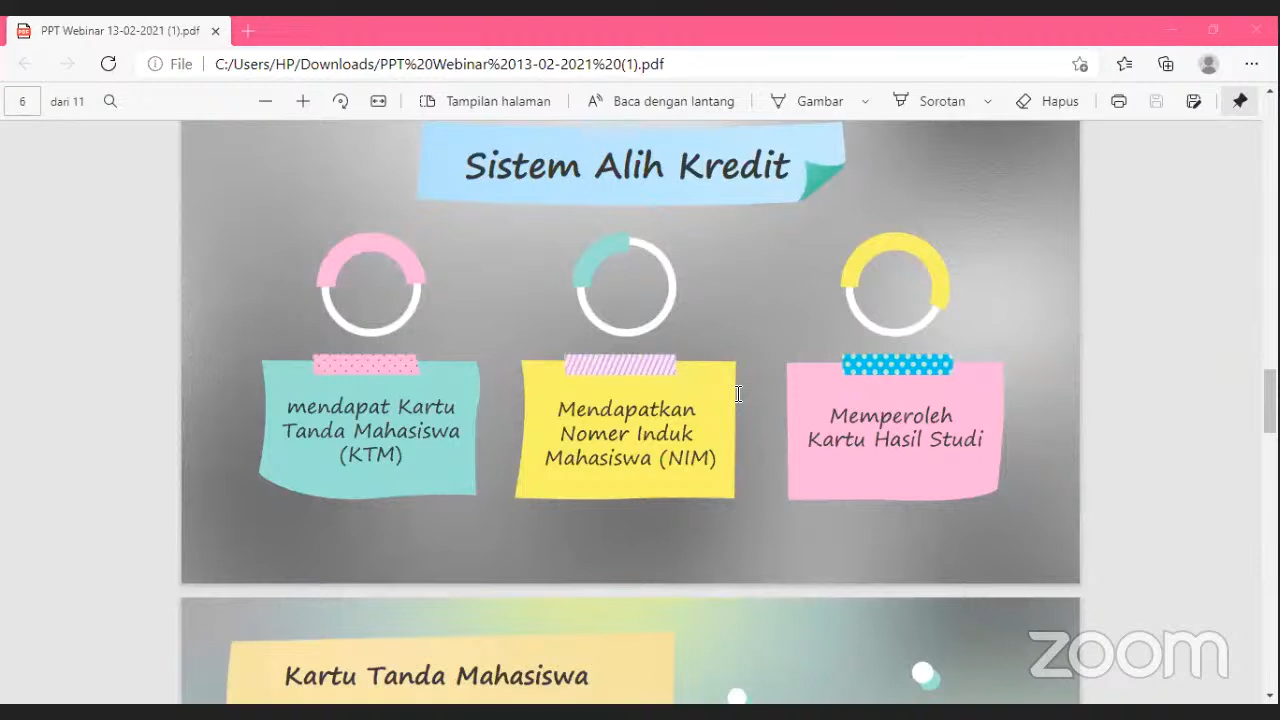 PPT Webinar 13-02-2021 (1).pdf
File
C:/Users/HP/Downloads/PPT%20Webinar%2013-02-2021%20(1).pdf
6 dari 11
Tampilan halaman
Baca dengan lantang
Gambar
Sorotan
Hapus
Sistem Alih Kredit
mendapat Kartu
Tanda Mahasiswa
(KTM)
Mendapatkan
Nomer Induk
Mahasiswa (NIM)
Memperoleh
Kartu Hasil Studi
Kartu Tanda Mahasiswa
zoom